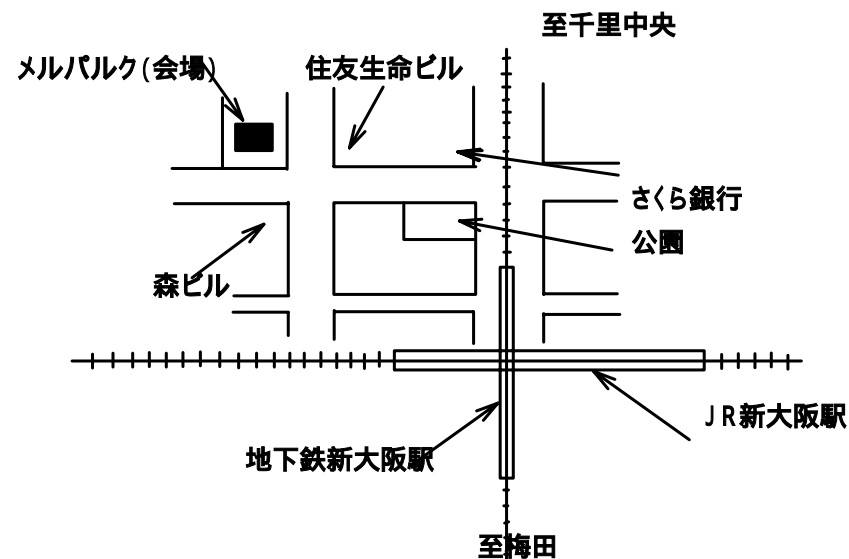 至千里中央
メルパルク(会場)
住友生命ビル
さくら銀行
公園
森ビル
JR新大阪駅
地下鉄新大阪駅
至梅田